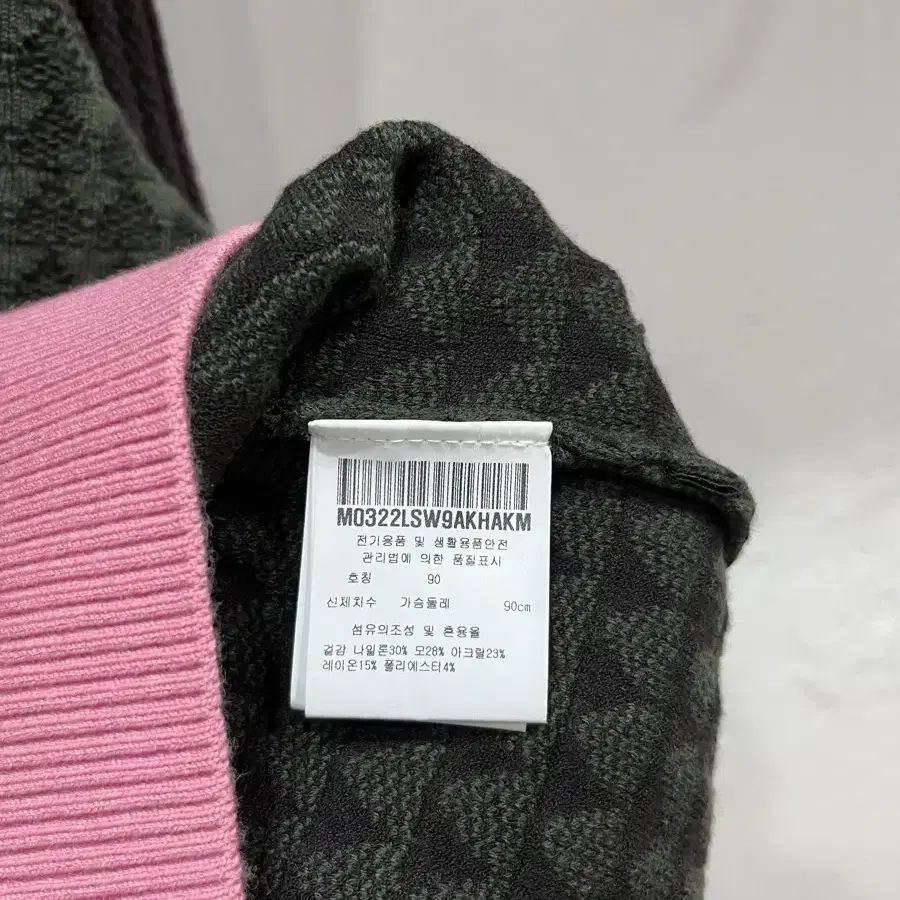 M0322LSW9AKHAKM
전기용품 및 생활용품안전
관리법에 의한 품질표시
호칭 90
신체치수 가슴둘레 90cm
섬유의조성 및 혼용율
겉감 나일론30% 모28% 아크릴23%
레이온15% 폴리에스터4%